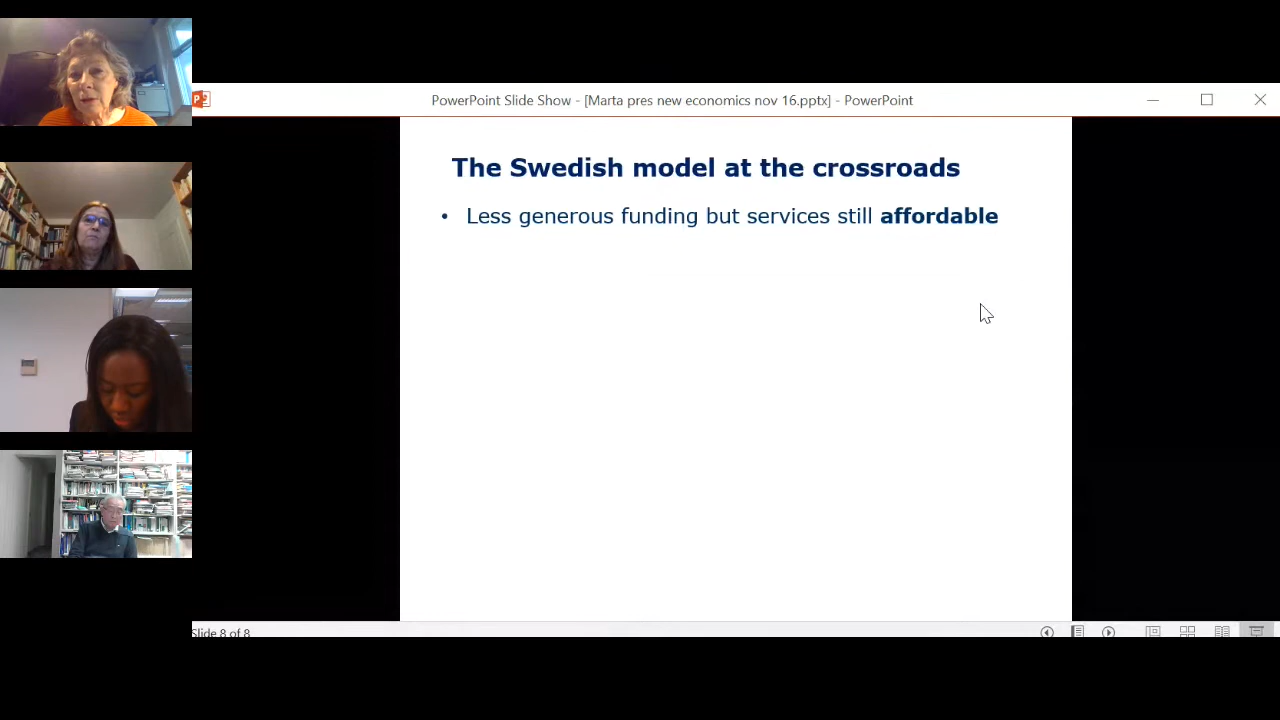 PowerPoint Slide Show - [Marta pres new economics nov 16.pptx] - PowerPoint
The Swedish model at the crossroads
• Less generous funding but services still affordable
Slide 8 of 8